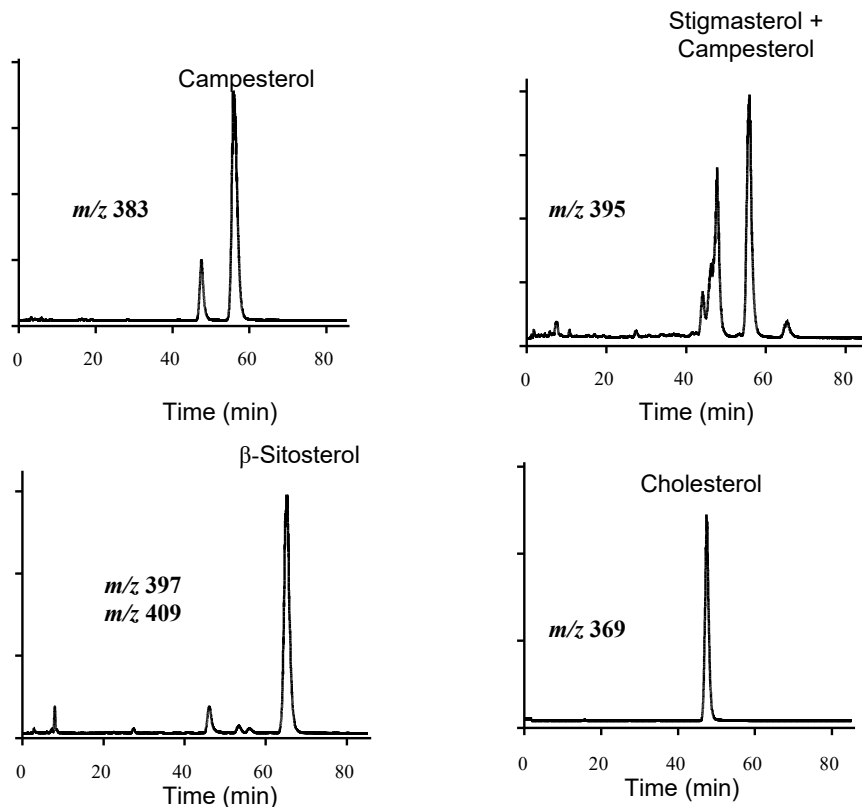 Campesterol
m/z 383
0 20 40 60 80
Time (min)
Stigmasterol +
Campesterol
m/z 395
0 20 40 60 80
Time (min)
β-Sitosterol
m/z 397
m/z 409
0 20 40 60 80
Time (min)
Cholesterol
m/z 369
0 20 40 60 80
Time (min)